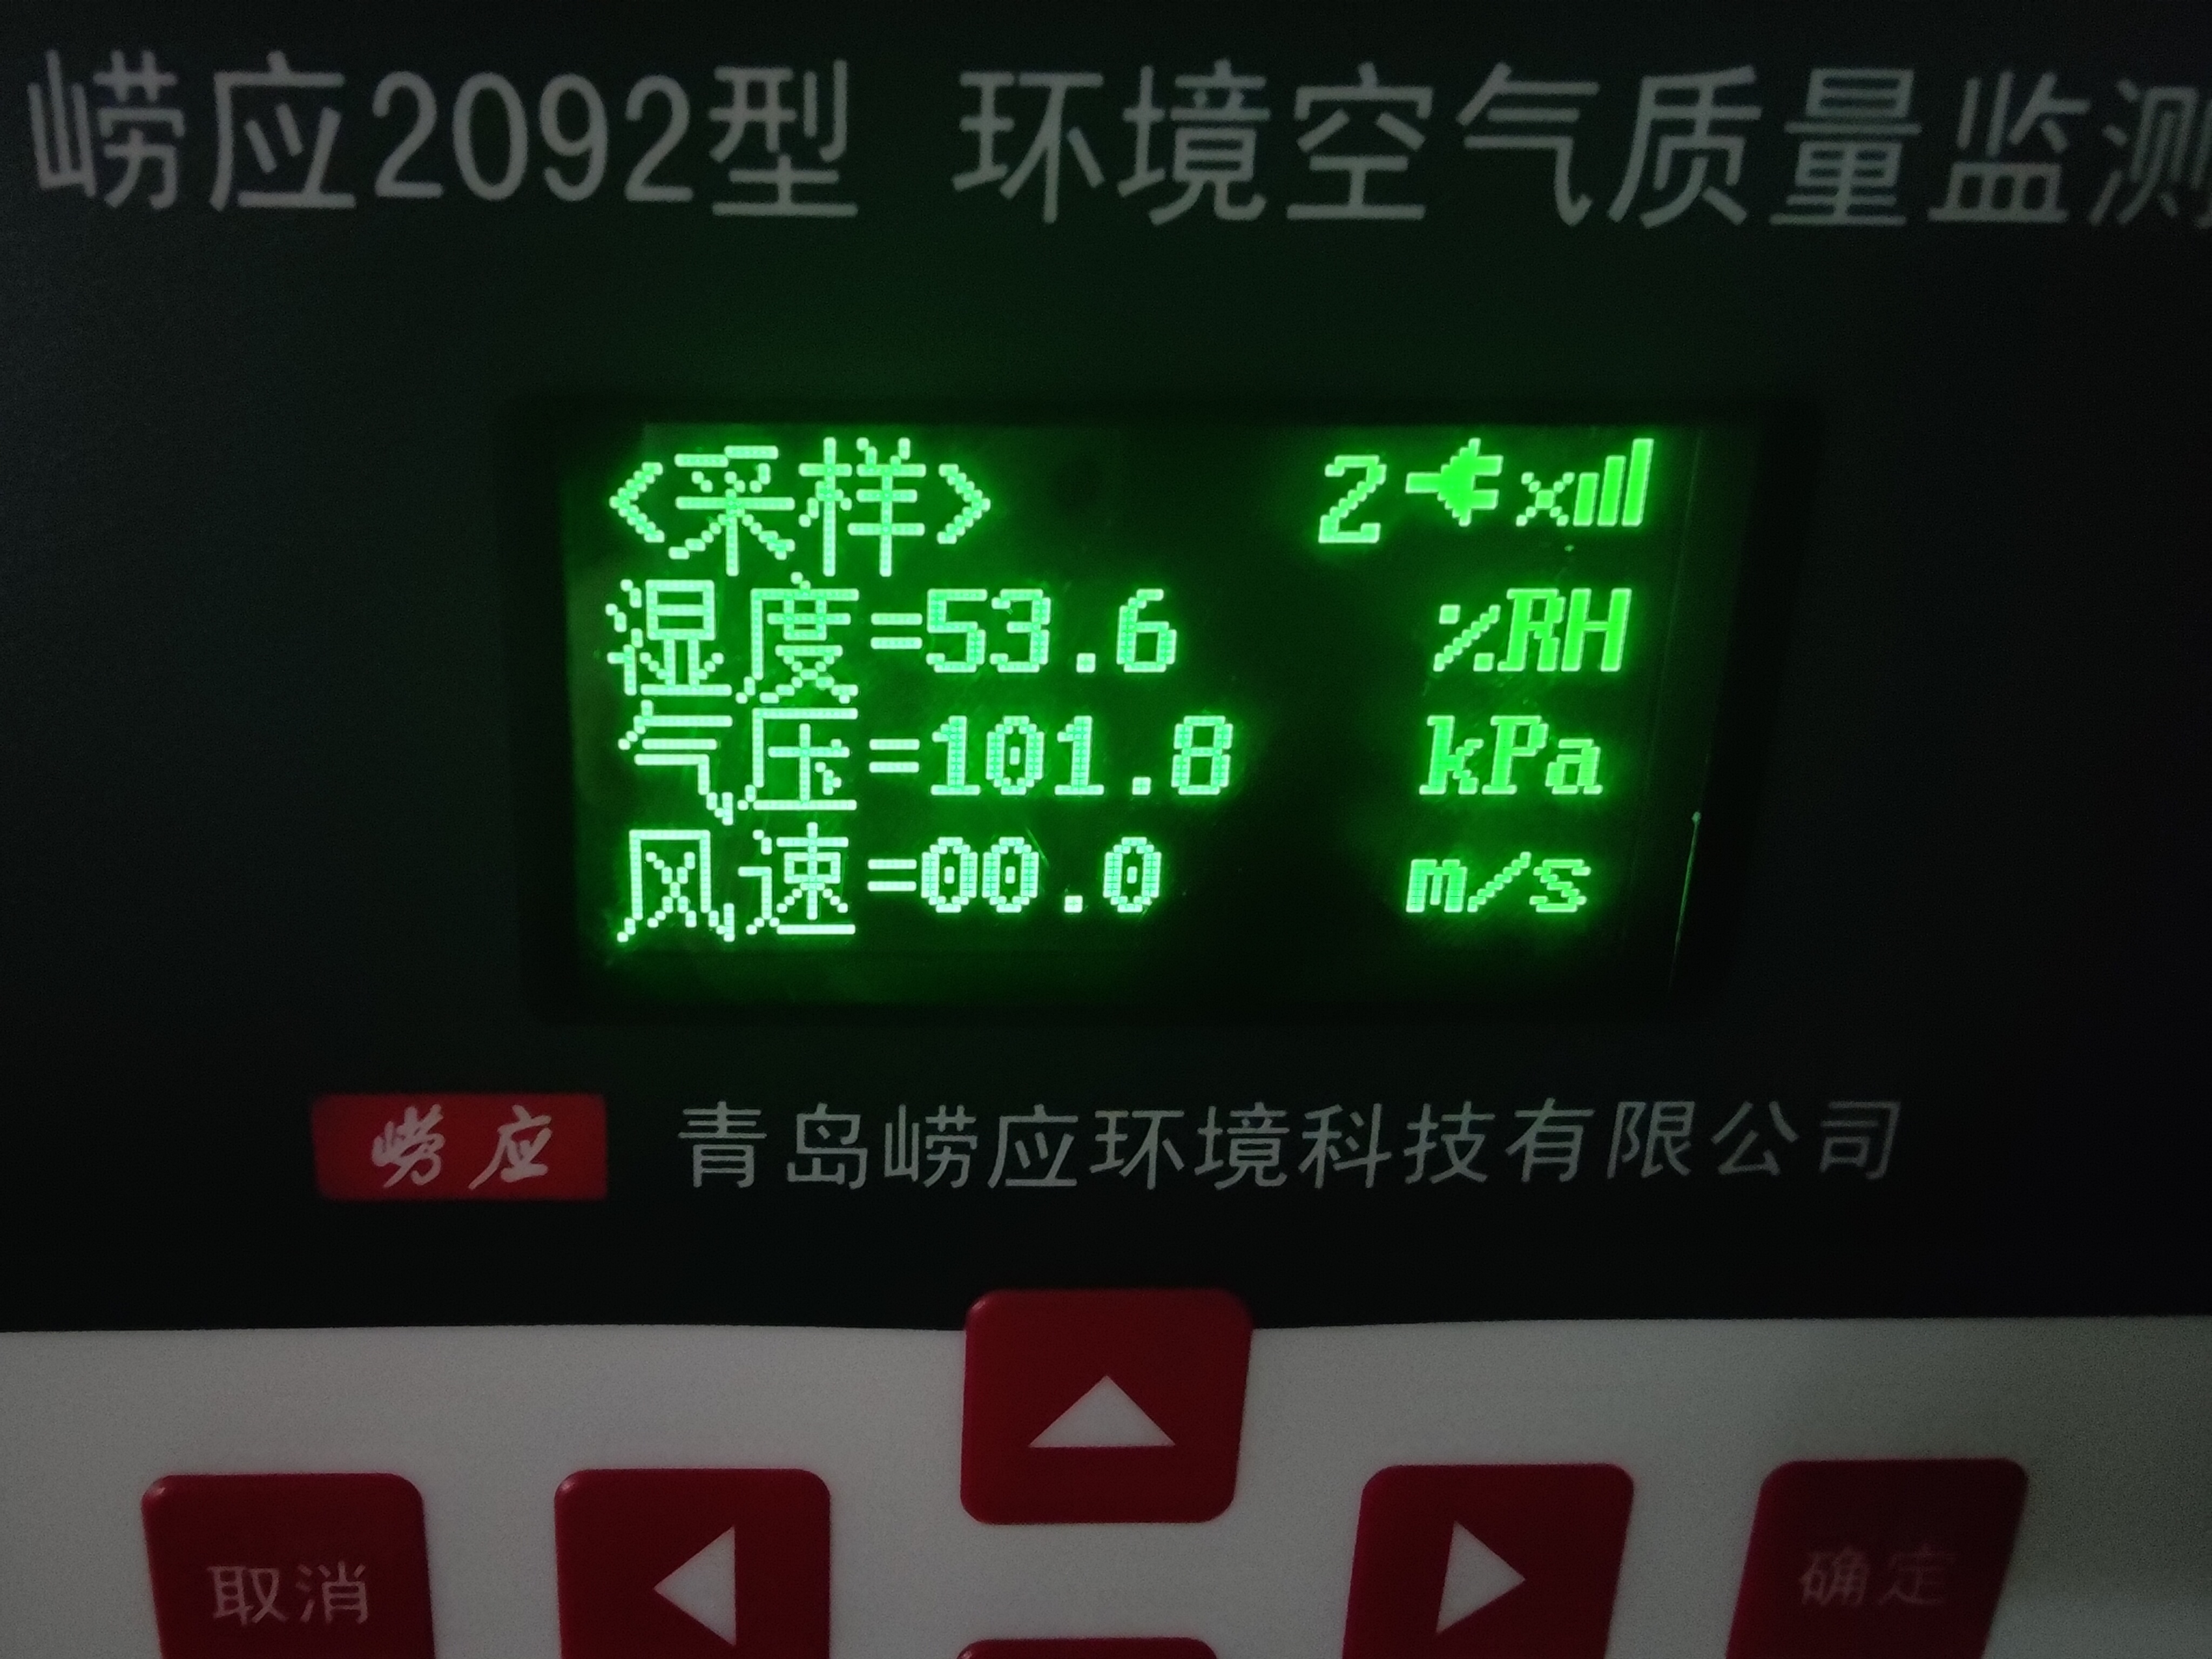 崂应2092型 环境空气质量监测
<采样> 2 x
湿度=53.6 %RH
气压=101.8 kPa
风速=00.0 m/s
崂应 青岛崂应环境科技有限公司
取消 确定